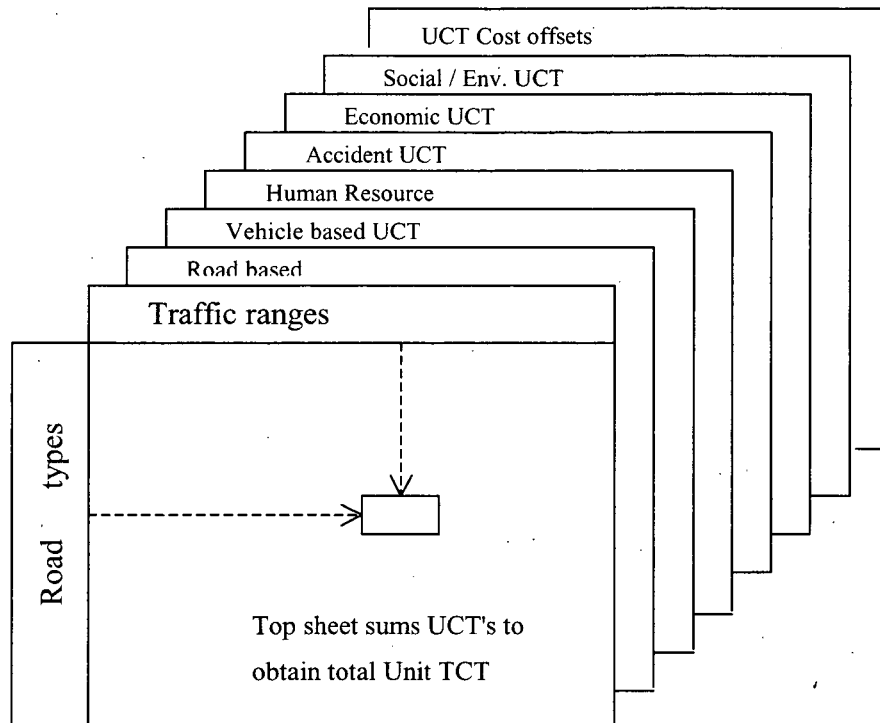 UCT Cost offsets
Social / Env. UCT
Economic UCT
Accident UCT
Human Resource
Vehicle based UCT
Road based
Traffic ranges
Road types
Top sheet sums UCT's to
obtain total Unit TCT